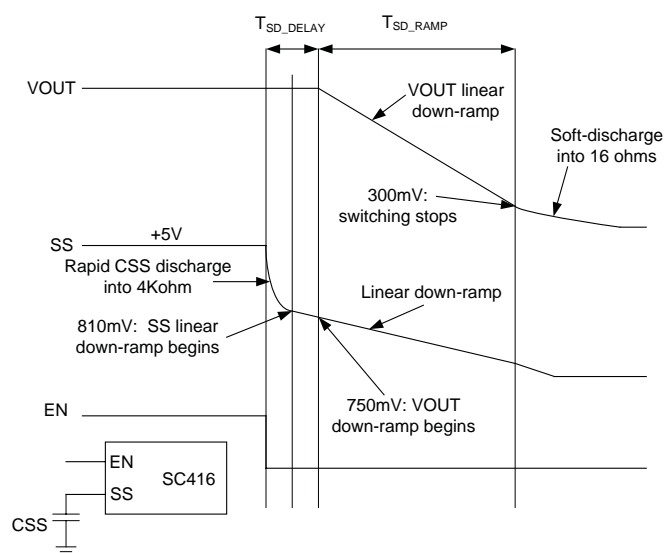 TSD_DELAY
TSD_RAMP
VOUT
VOUT linear
down-ramp
Soft-discharge
into 16 ohms
300mV:
switching stops
+5V
SS
Rapid CSS discharge
into 4Kohm
Linear down-ramp
810mV: SS linear
down-ramp begins
750mV: VOUT
down-ramp begins
EN
EN
SC416
SS
CSS